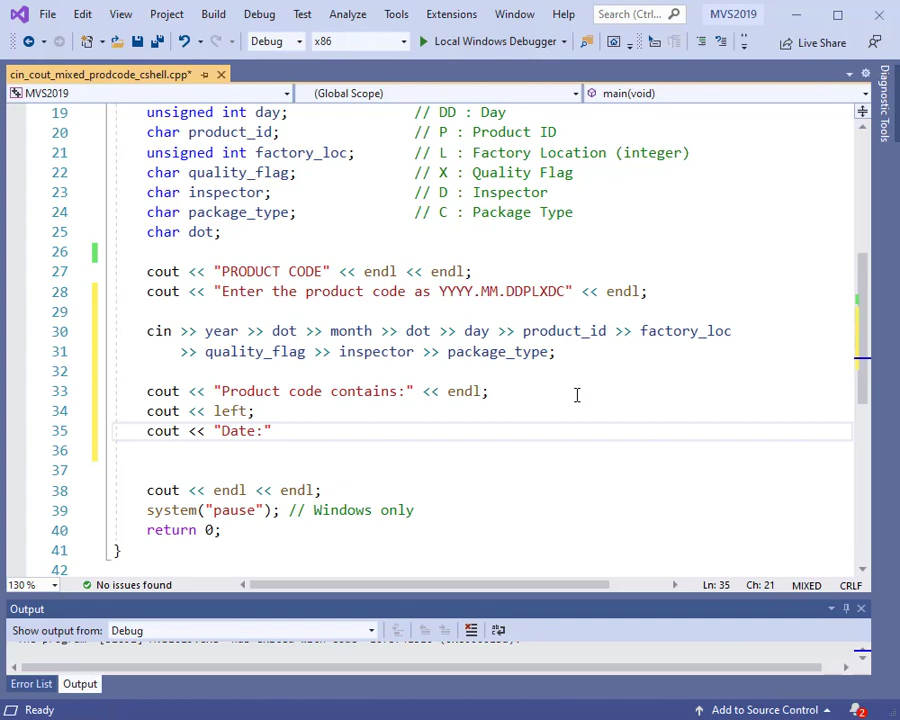 File Edit View Project Build Debug Test Analyze Tools Extensions Window Help Search (Ctrl... MVS2019
Debug x86 Local Windows Debugger Live Share
cin_cout_mixed_prodcode_cshell.cpp*
MVS2019 (Global Scope) main(void)
Diagnostic Tools
19 unsigned int day; // DD : Day
20 char product_id; // P : Product ID
21 unsigned int factory_loc; // L : Factory Location (integer)
22 char quality_flag; // X : Quality Flag
23 char inspector; // D : Inspector
24 char package_type; // C : Package Type
25 char dot;
26
27 cout << "PRODUCT CODE" << endl << endl;
28 cout << "Enter the product code as YYYY.MM.DDPLXDC" << endl;
29
30 cin >> year >> dot >> month >> dot >> day >> product_id >> factory_loc
31 >> quality_flag >> inspector >> package_type;
32
33 cout << "Product code contains:" << endl;
34 cout << left;
35 cout << "Date:"
36
37
38 cout << endl << endl;
39 system("pause"); // Windows only
40 return 0;
41 }
42
130 % No issues found Ln: 35 Ch: 21 MIXED CRLF
Output
Show output from: Debug
Error List Output
Ready Add to Source Control 2